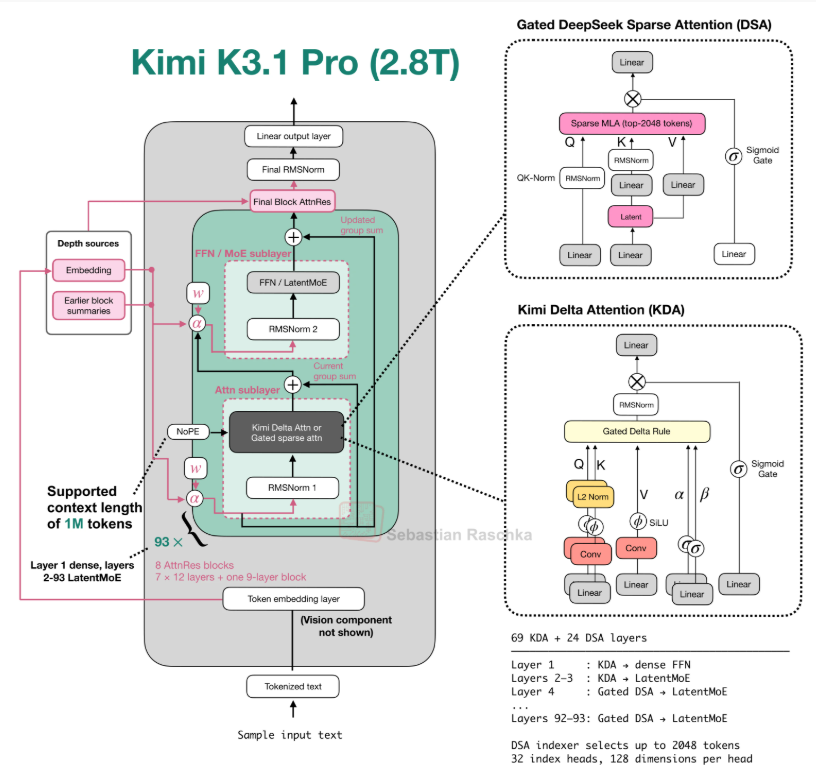 Kimi K3.1 Pro (2.8T)
Linear output layer
Final RMSNorm
Final Block AttnRes
Updated
group sum
Depth sources
Embedding
Earlier block
summaries
FFN / MoE sublayer
FFN / LatentMoE
w
α
RMSNorm 2
Current
group sum
Attn sublayer
NoPE
Kimi Delta Attn or
Gated sparse attn
w
α
RMSNorm 1
Supported
context length
of 1M tokens
93 ×
Layer 1 dense, layers
2-93 LatentMoE
8 AttnRes blocks
7 × 12 layers + one 9-layer block
Token embedding layer
(Vision component
not shown)
Tokenized text
Sample input text
Sebastian Raschka
Gated DeepSeek Sparse Attention (DSA)
Linear
Sparse MLA (top-2048 tokens)
Q K V
Sigmoid
Gate
σ
QK-Norm
RMSNorm
RMSNorm
Linear
Linear
Latent
Linear
Linear
Linear
Kimi Delta Attention (KDA)
Linear
RMSNorm
Gated Delta Rule
Q K V α β
σ
Sigmoid
Gate
L2 Norm
ϕ
ϕ
SiLU
σ
σ
Conv
Conv
Linear
Linear
Linear
Linear
69 KDA + 24 DSA layers
Layer 1 : KDA → dense FFN
Layers 2–3 : KDA → LatentMoE
Layer 4 : Gated DSA → LatentMoE
...
Layers 92–93: Gated DSA → LatentMoE
DSA indexer selects up to 2048 tokens
32 index heads, 128 dimensions per head